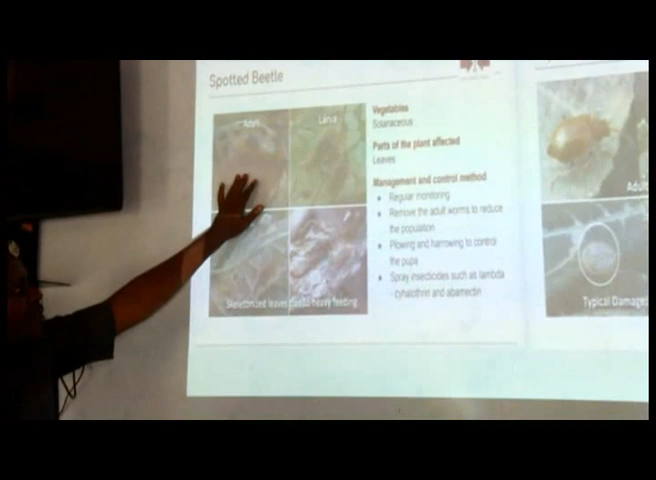 Spotted Beetle
Adult
Larva
Skeletonized leaves due to heavy feeding
Vegetables
Solanaceous
Parts of the plant affected
Leaves
Management and control method
Regular monitoring
Remove the adult worms to reduce
the population
Plowing and harrowing to control
the pupa
Spray insecticides such as lambda
- cyhalothrin and abamectin
Adult
Typical Damage